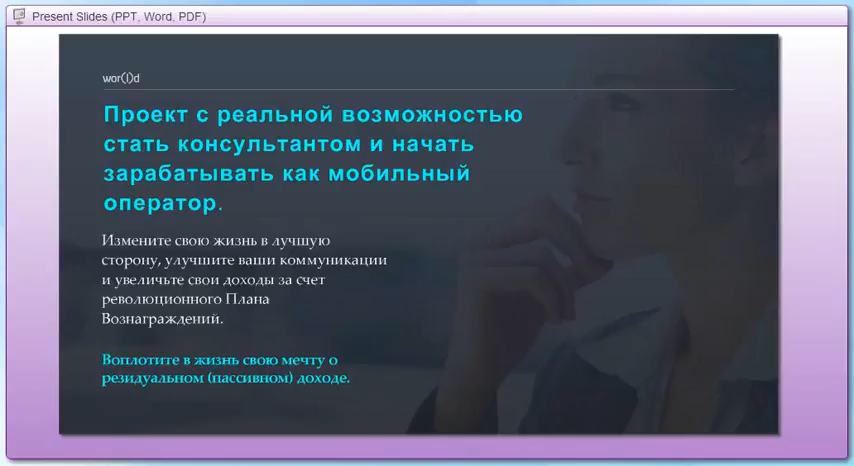 Present Slides (PPT, Word, PDF)
wor(l)d
Проект с реальной возможностью
стать консультантом и начать
зарабатывать как мобильный
оператор.
Измените свою жизнь в лучшую
сторону, улучшите ваши коммуникации
и увеличьте свои доходы за счет
революционного Плана
Вознаграждений.
Воплотите в жизнь свою мечту о
резидуальном (пассивном) доходе.